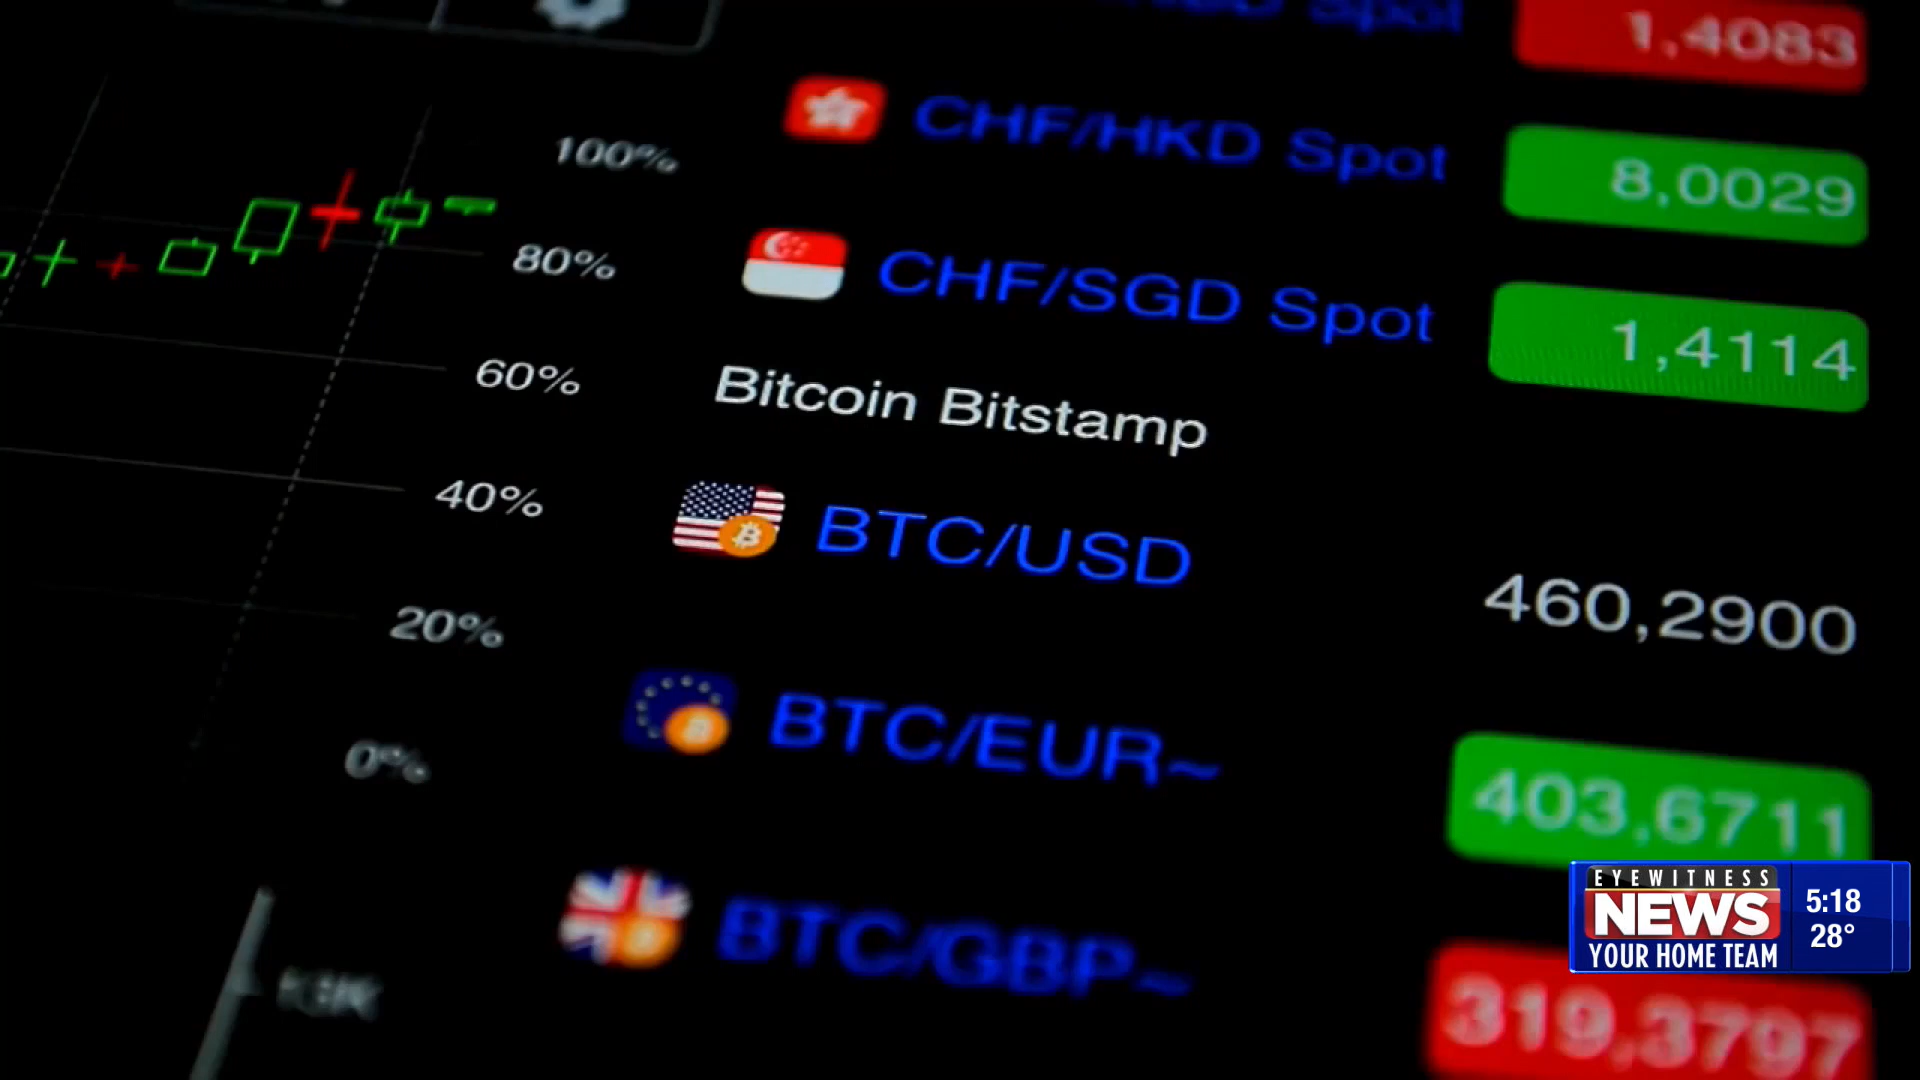 Spot
1,4083
CHF/HKD Spot
8,0029
100%
80%
CHF/SGD Spot
1,4114
60%
Bitcoin Bitstamp
40%
BTC/USD
460,2900
20%
BTC/EUR~
403,6711
0%
BTC/GBP~
319,3797
EYEWITNESS
NEWS
YOUR HOME TEAM
5:18
28°